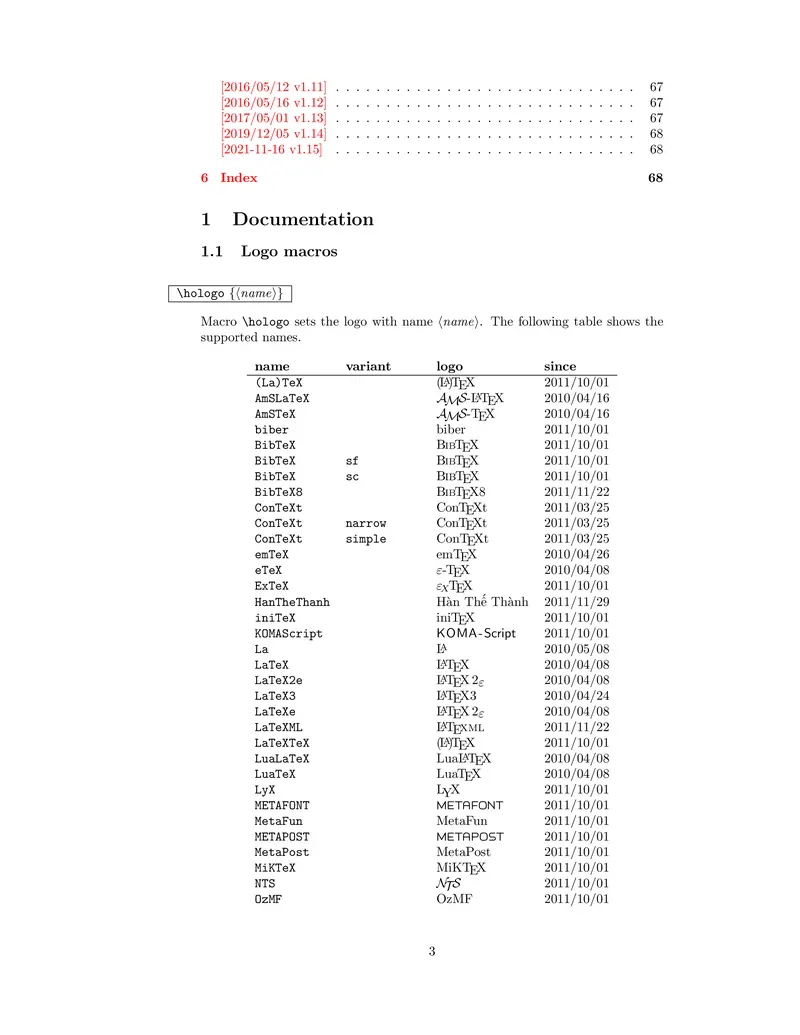 [2016/05/12 v1.11] . . . . . . . . . . . . . . . . . . . . . . . . . . . . . . 67
[2016/05/16 v1.12] . . . . . . . . . . . . . . . . . . . . . . . . . . . . . . 67
[2017/05/01 v1.13] . . . . . . . . . . . . . . . . . . . . . . . . . . . . . . 67
[2019/12/05 v1.14] . . . . . . . . . . . . . . . . . . . . . . . . . . . . . . 68
[2021-11-16 v1.15] . . . . . . . . . . . . . . . . . . . . . . . . . . . . . . 68
6 Index 68
1 Documentation
1.1 Logo macros
\hologo {⟨name⟩}
Macro \hologo sets the logo with name ⟨name⟩. The following table shows the
supported names.
name variant logo since
(La)TeX (LA)TEX 2011/10/01
AmSLaTeX AMS-LATEX 2010/04/16
AmSTeX AMS-TEX 2010/04/16
biber biber 2011/10/01
BibTeX BIBTEX 2011/10/01
BibTeX sf BIBTEX 2011/10/01
BibTeX sc BIBTEX 2011/10/01
BibTeX8 BIBTEX8 2011/11/22
ConTeXt ConTEXt 2011/03/25
ConTeXt narrow ConTEXt 2011/03/25
ConTeXt simple ConTEXt 2011/03/25
emTeX emTEX 2010/04/26
eTeX ε-TEX 2010/04/08
ExTeX εχTEX 2011/10/01
HanTheThanh Hàn Thế Thành 2011/11/29
iniTeX iniTEX 2011/10/01
KOMAScript KOMA-Script 2011/10/01
La LA 2010/05/08
LaTeX LATEX 2010/04/08
LaTeX2e LATEX 2ε 2010/04/08
LaTeX3 LATEX3 2010/04/24
LaTeXe LATEX 2ε 2010/04/08
LaTeXML LATEXML 2011/11/22
LaTeXTeX (LA)TEX 2011/10/01
LuaLaTeX LuaLATEX 2010/04/08
LuaTeX LuaTEX 2010/04/08
LyX LYX 2011/10/01
METAFONT METAFONT 2011/10/01
MetaFun MetaFun 2011/10/01
METAPOST METAPOST 2011/10/01
MetaPost MetaPost 2011/10/01
MiKTeX MiKTEX 2011/10/01
NTS NTS 2011/10/01
OzMF OzMF 2011/10/01
3